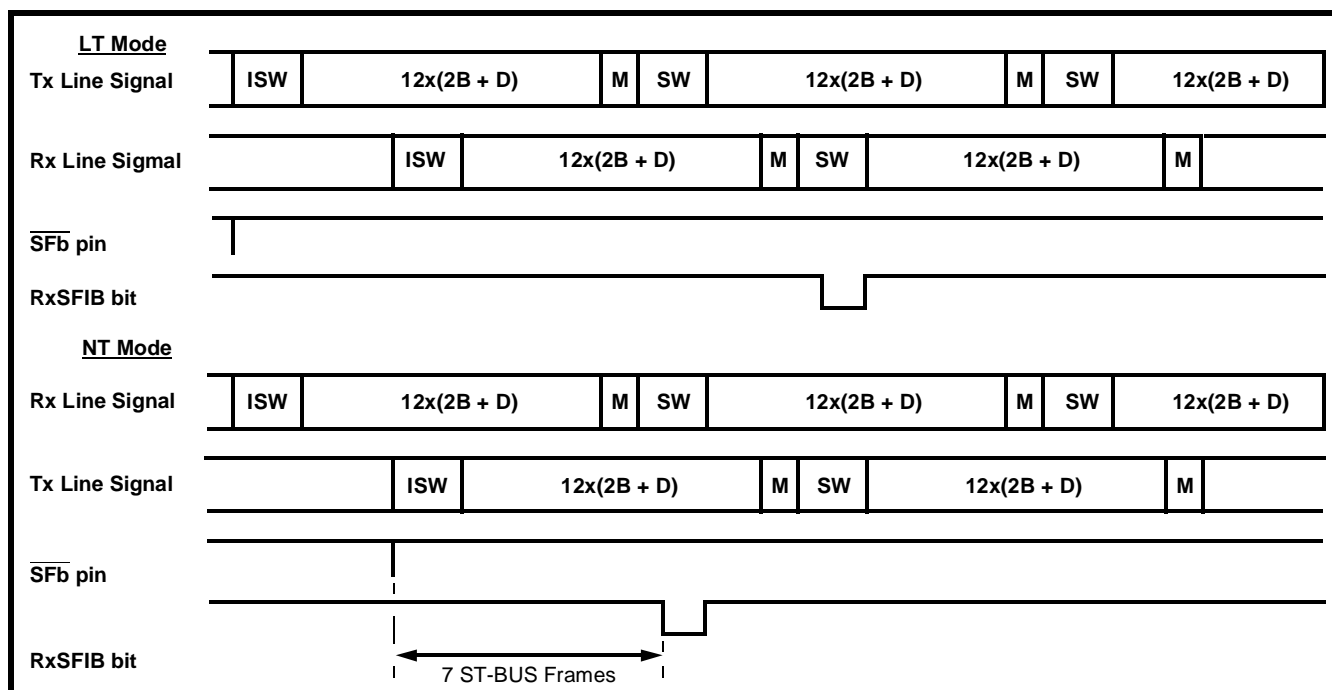 LT Mode
Tx Line Signal ISW 12x(2B + D) M SW 12x(2B + D) M SW 12x(2B + D)
Rx Line Sigmal ISW 12x(2B + D) M SW 12x(2B + D) M
SFb pin
RxSFIB bit
NT Mode
Rx Line Signal ISW 12x(2B + D) M SW 12x(2B + D) M SW 12x(2B + D)
Tx Line Signal ISW 12x(2B + D) M SW 12x(2B + D) M
SFb pin
RxSFIB bit
7 ST-BUS Frames